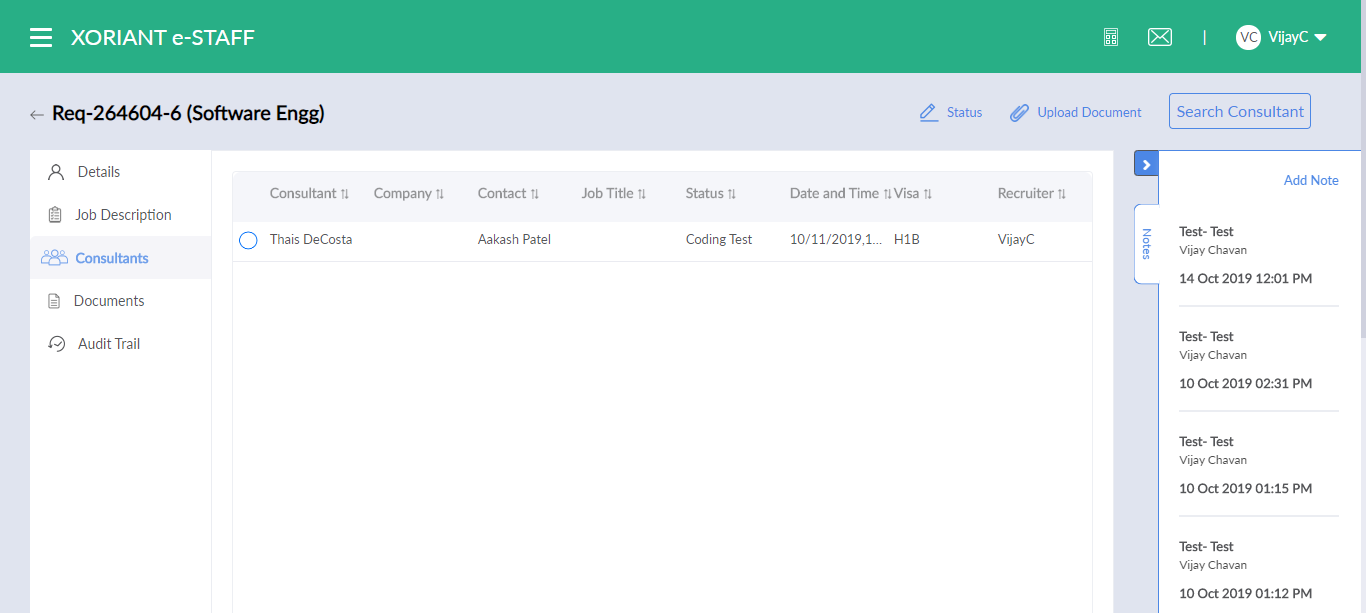 XORIANT e-STAFF
|
VC VijayC
← Req-264604-6 (Software Engg)
Status
Upload Document
Search Consultant
Details
Job Description
Consultants
Documents
Audit Trail
Consultant Company Contact Job Title Status Date and Time Visa Recruiter
Thais DeCosta Aakash Patel Coding Test 10/11/2019,1... H1B VijayC
Notes
Add Note
Test- Test
Vijay Chavan
14 Oct 2019 12:01 PM
Test- Test
Vijay Chavan
10 Oct 2019 02:31 PM
Test- Test
Vijay Chavan
10 Oct 2019 01:15 PM
Test- Test
Vijay Chavan
10 Oct 2019 01:12 PM